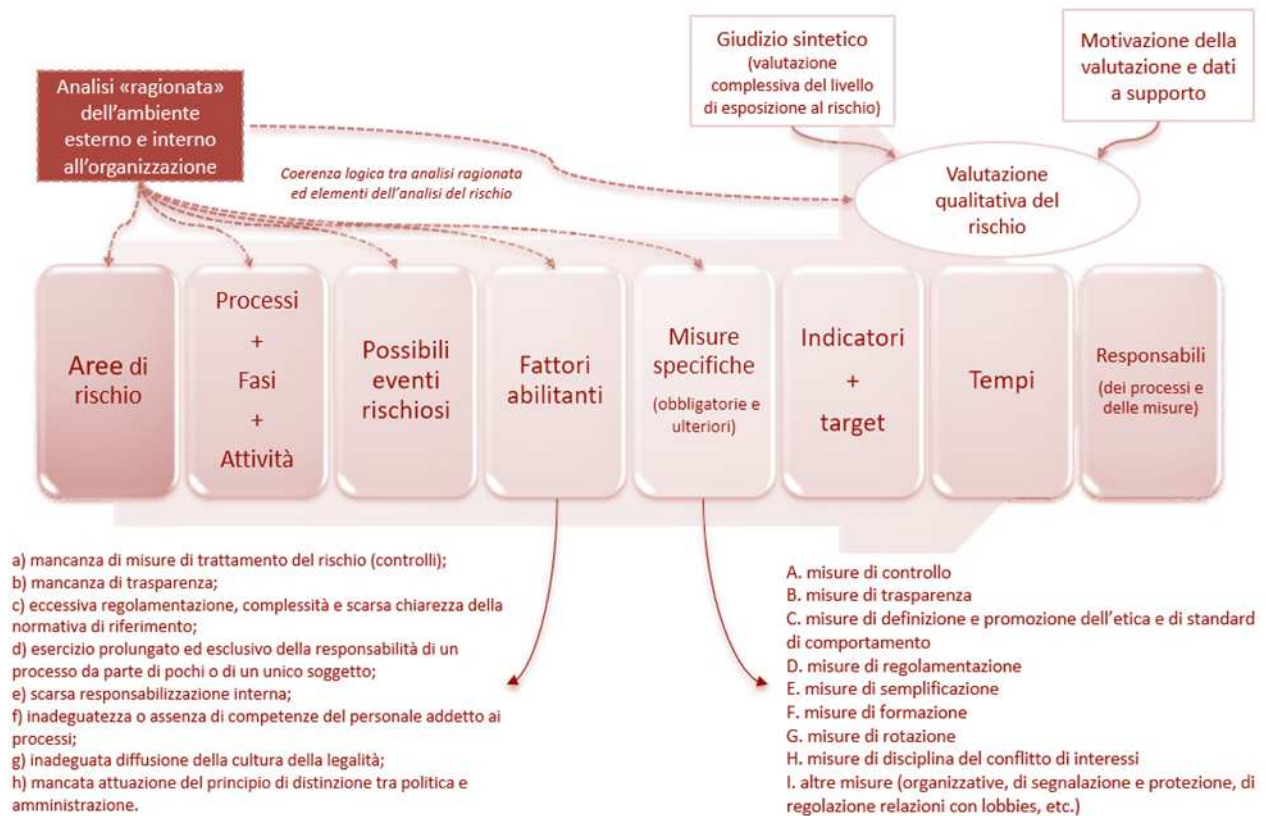 Analisi «ragionata»
dell'ambiente
esterno e interno
all'organizzazione
Giudizio sintetico
(valutazione
complessiva del livello
di esposizione al rischio)
Motivazione della
valutazione e dati
a supporto
Coerenza logica tra analisi ragionata
ed elementi dell'analisi del rischio
Valutazione
qualitativa del
rischio
Aree di
rischio
Processi
+
Fasi
+
Attività
Possibili
eventi
rischiosi
Fattori
abilitanti
Misure
specifiche
(obbligatorie e
ulteriori)
Indicatori
+
target
Tempi
Responsabili
(dei processi e
delle misure)
a) mancanza di misure di trattamento del rischio (controlli);
b) mancanza di trasparenza;
c) eccessiva regolamentazione, complessità e scarsa chiarezza della
normativa di riferimento;
d) esercizio prolungato ed esclusivo della responsabilità di un
processo da parte di pochi o di un unico soggetto;
e) scarsa responsabilizzazione interna;
f) inadeguatezza o assenza di competenze del personale addetto ai
processi;
g) inadeguata diffusione della cultura della legalità;
h) mancata attuazione del principio di distinzione tra politica e
amministrazione.
A. misure di controllo
B. misure di trasparenza
C. misure di definizione e promozione dell'etica e di standard
di comportamento
D. misure di regolamentazione
E. misure di semplificazione
F. misure di formazione
G. misure di rotazione
H. misure di disciplina del conflitto di interessi
I. altre misure (organizzative, di segnalazione e protezione, di
regolazione relazioni con lobbies, etc.)